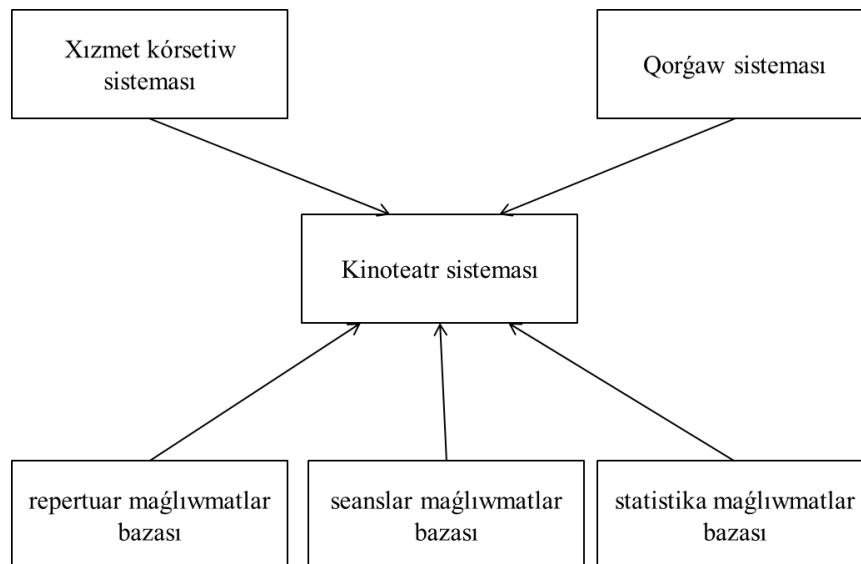 Xızmet kórsetiw
sisteması
Qorǵaw sisteması
Kinoteatr sisteması
repertuar maǵlıwmatlar
bazası
seanslar maǵlıwmatlar
bazası
statistika maǵlıwmatlar
bazası